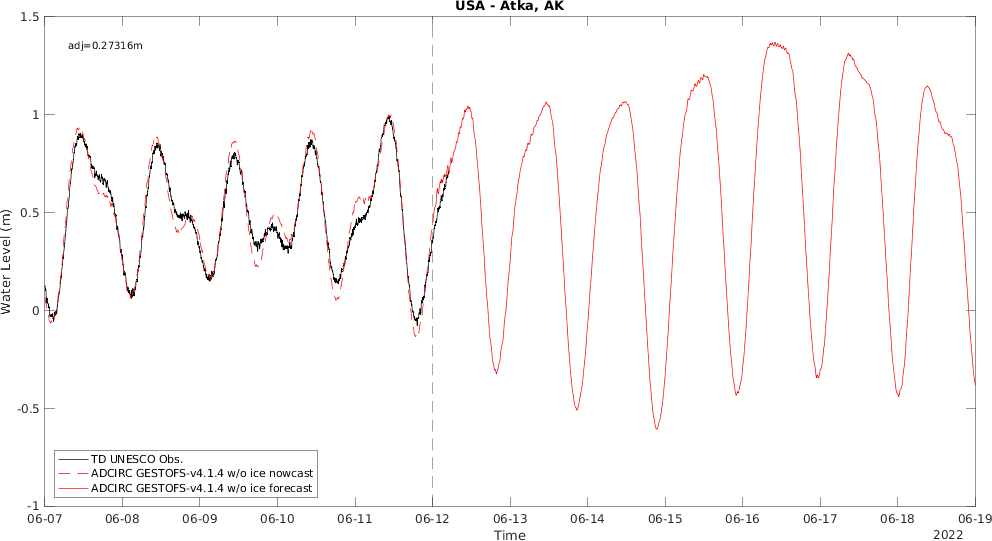 USA - Atka, AK
adj=0.27316m
Water Level (m)
1.5
1
0.5
0
-0.5
-1
TD UNESCO Obs.
ADCIRC GESTOFS-v4.1.4 w/o ice nowcast
ADCIRC GESTOFS-v4.1.4 w/o ice forecast
06-07 06-08 06-09 06-10 06-11 06-12 06-13 06-14 06-15 06-16 06-17 06-18 06-19
Time
2022